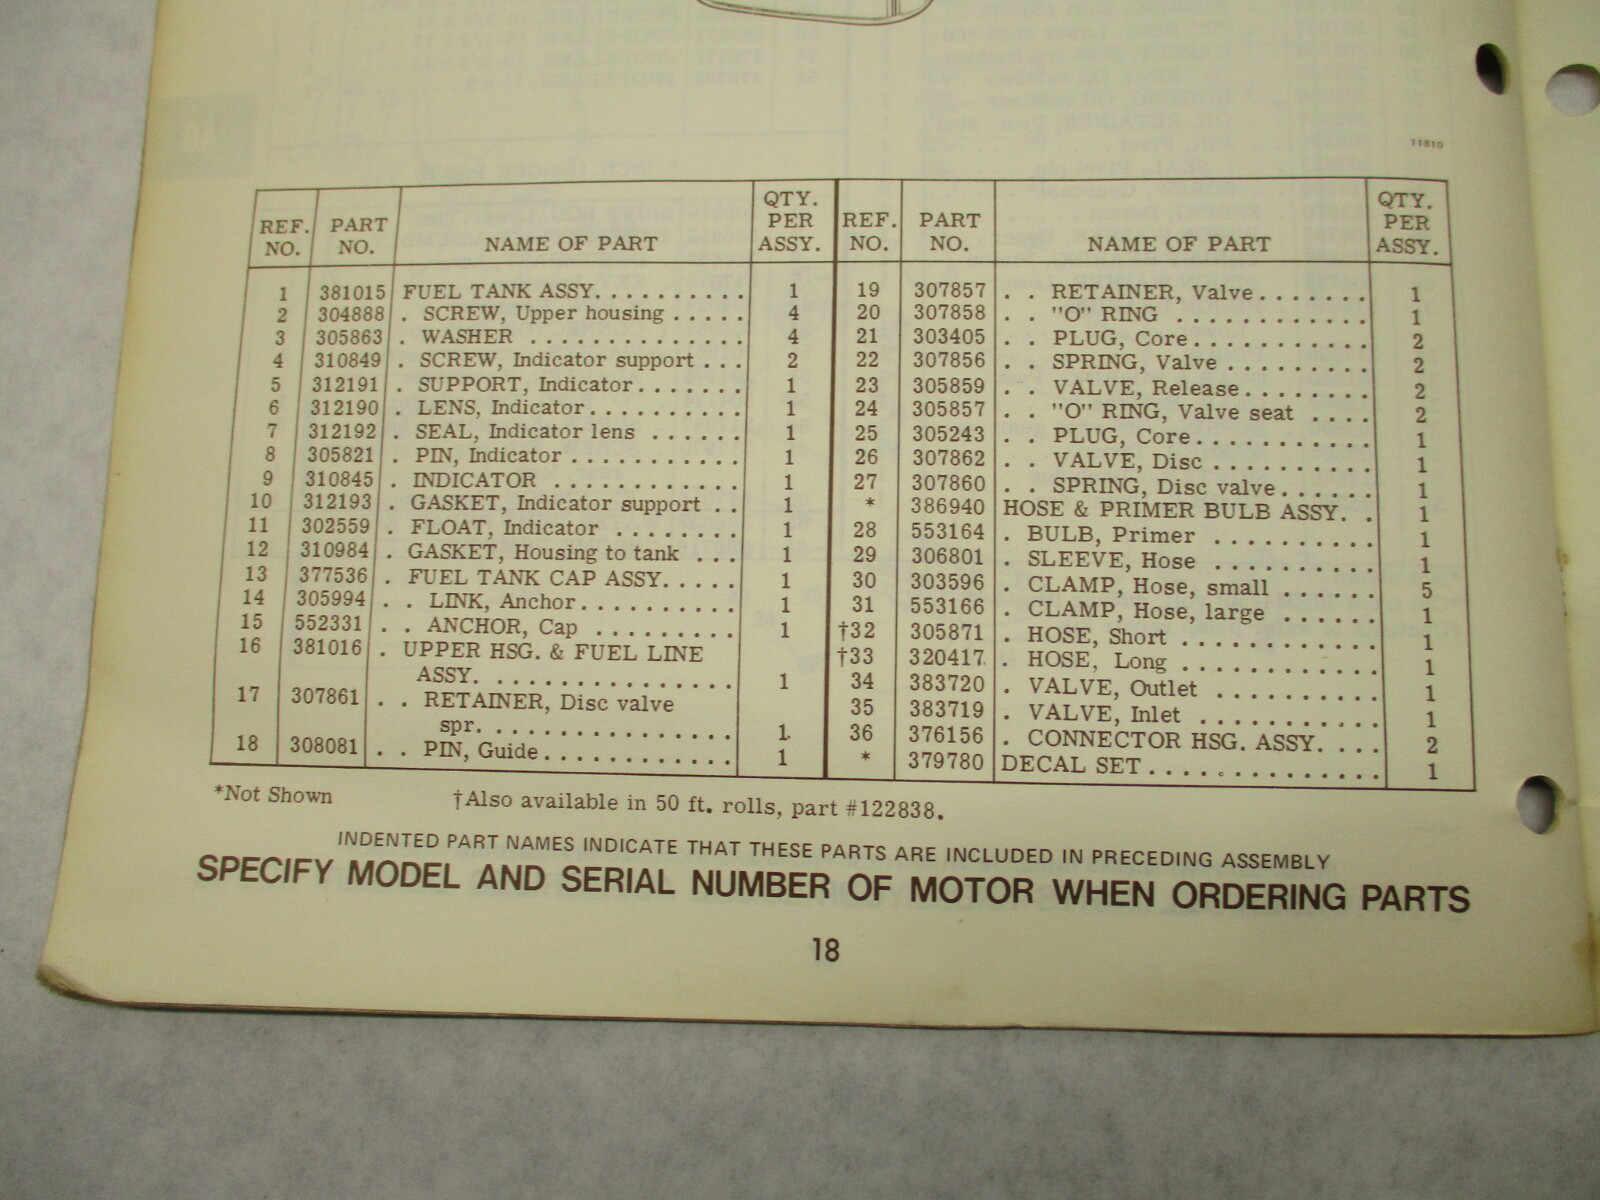 11810
REF. NO. PART NO. NAME OF PART QTY. PER ASSY.
1 381015 FUEL TANK ASSY. . . . . . . . . . 1
2 304888 . SCREW, Upper housing . . . . . 4
3 305863 . WASHER . . . . . . . . . . . . . . 4
4 310849 . SCREW, Indicator support . . . 2
5 312191 . SUPPORT, Indicator . . . . . . . 1
6 312190 . LENS, Indicator . . . . . . . . . . 1
7 312192 . SEAL, Indicator lens . . . . . . 1
8 305821 . PIN, Indicator . . . . . . . . . . . 1
9 310845 . INDICATOR . . . . . . . . . . . . 1
10 312193 . GASKET, Indicator support . . 1
11 302559 . FLOAT, Indicator . . . . . . . . 1
12 310984 . GASKET, Housing to tank . . . 1
13 377536 . FUEL TANK CAP ASSY. . . . . 1
14 305994 . . LINK, Anchor . . . . . . . . . . 1
15 552331 . . ANCHOR, Cap . . . . . . . . . 1
16 381016 . UPPER HSG. & FUEL LINE
ASSY. . . . . . . . . . . . . . . . 1
17 307861 . . RETAINER, Disc valve
spr. . . . . . . . . . . . . . . . 1
18 308081 . . PIN, Guide . . . . . . . . . . . . 1
REF. NO. PART NO. NAME OF PART QTY. PER ASSY.
19 307857 . . RETAINER, Valve . . . . . . . 1
20 307858 . . "O" RING . . . . . . . . . . . . 1
21 303405 . . PLUG, Core . . . . . . . . . . . 2
22 307856 . . SPRING, Valve . . . . . . . . . 2
23 305859 . . VALVE, Release . . . . . . . . 2
24 305857 . . "O" RING, Valve seat . . . . 2
25 305243 . . PLUG, Core . . . . . . . . . . . 1
26 307862 . . VALVE, Disc . . . . . . . . . . 1
27 307860 . . SPRING, Disc valve . . . . . . 1
* 386940 HOSE & PRIMER BULB ASSY. . . 1
28 553164 . BULB, Primer . . . . . . . . . . 1
29 306801 . SLEEVE, Hose . . . . . . . . . . 1
30 303596 . CLAMP, Hose, small . . . . . . 5
31 553166 . CLAMP, Hose, large . . . . . . 1
†32 305871 . HOSE, Short . . . . . . . . . . . . 1
†33 320417 . HOSE, Long . . . . . . . . . . . . 1
34 383720 . VALVE, Outlet . . . . . . . . . . 1
35 383719 . VALVE, Inlet . . . . . . . . . . . 1
36 376156 . CONNECTOR HSG. ASSY. . . . 2
* 379780 DECAL SET . . . . . . . . . . . . . . 1
*Not Shown †Also available in 50 ft. rolls, part #122838.
INDENTED PART NAMES INDICATE THAT THESE PARTS ARE INCLUDED IN PRECEDING ASSEMBLY
SPECIFY MODEL AND SERIAL NUMBER OF MOTOR WHEN ORDERING PARTS
18